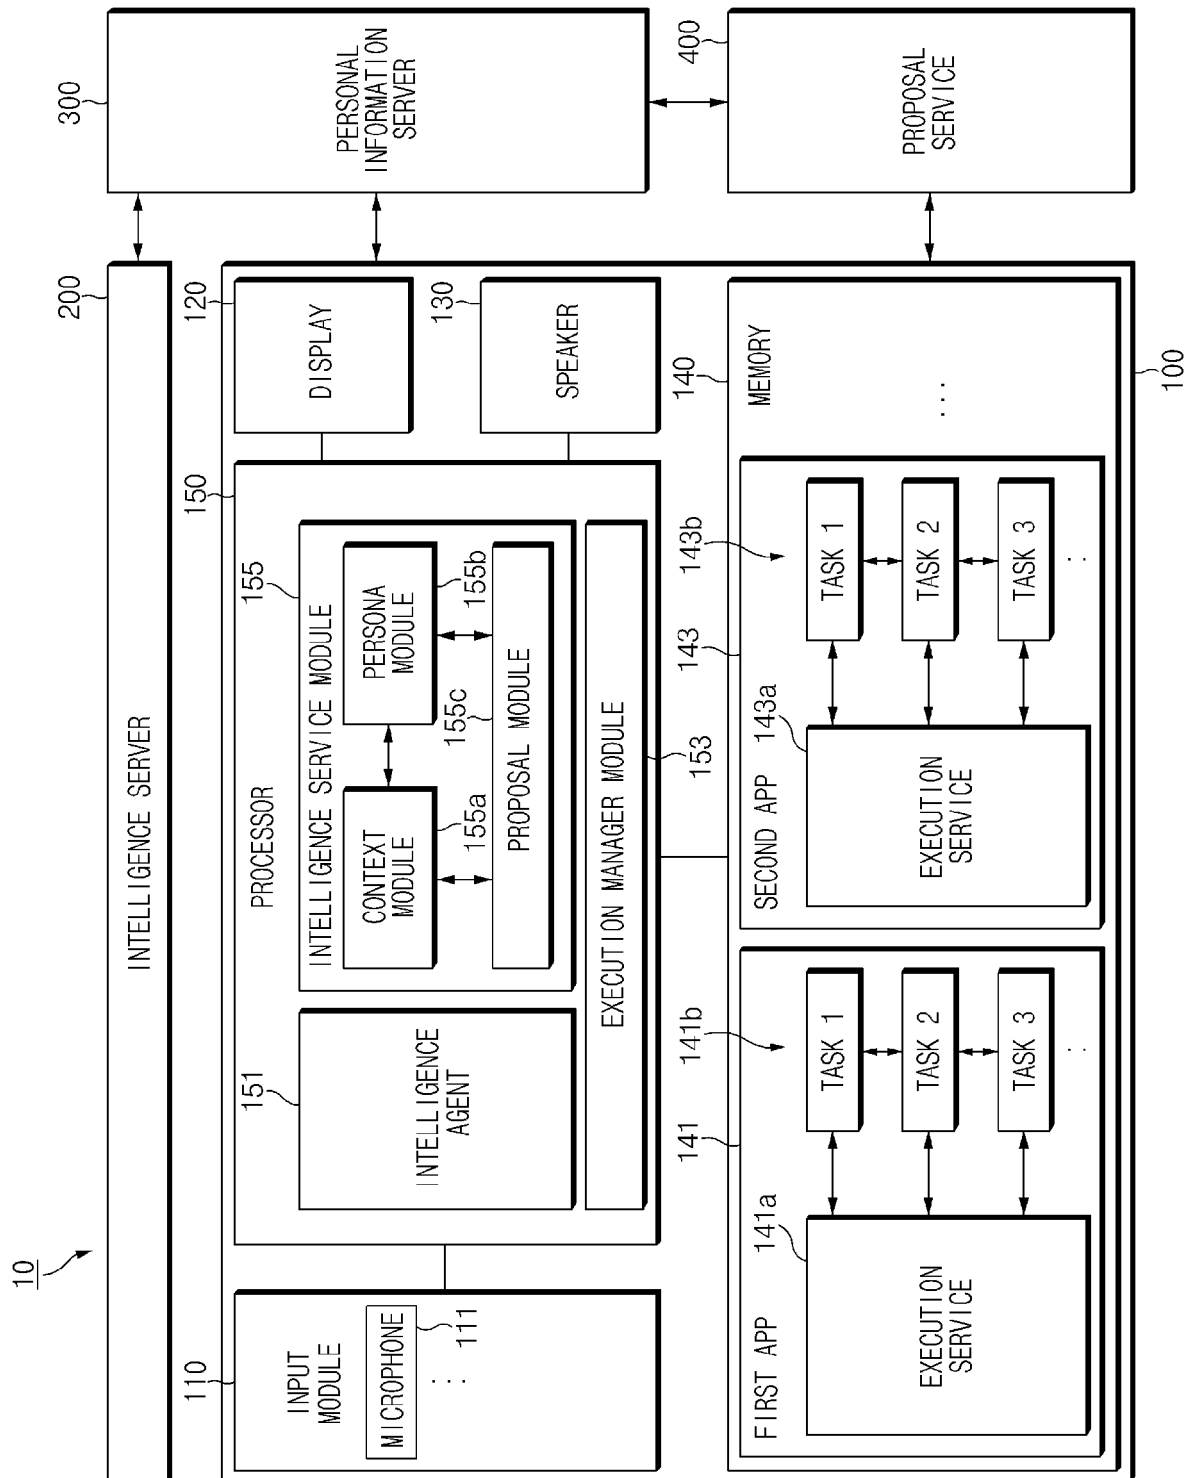 10
INTELLIGENCE SERVER
200
300
PERSONAL
INFORMATION
SERVER
110
INPUT
MODULE
MICROPHONE
111
...
PROCESSOR
150
151
INTELLIGENCE
AGENT
INTELLIGENCE SERVICE MODULE
155
CONTEXT
MODULE
155a
PERSONA
MODULE
155b
155c
PROPOSAL MODULE
EXECUTION MANAGER MODULE
153
120
DISPLAY
130
SPEAKER
140
MEMORY
...
FIRST APP
141
141a
EXECUTION
SERVICE
141b
TASK 1
TASK 2
TASK 3
...
SECOND APP
143
143a
EXECUTION
SERVICE
143b
TASK 1
TASK 2
TASK 3
...
100
400
PROPOSAL
SERVICE